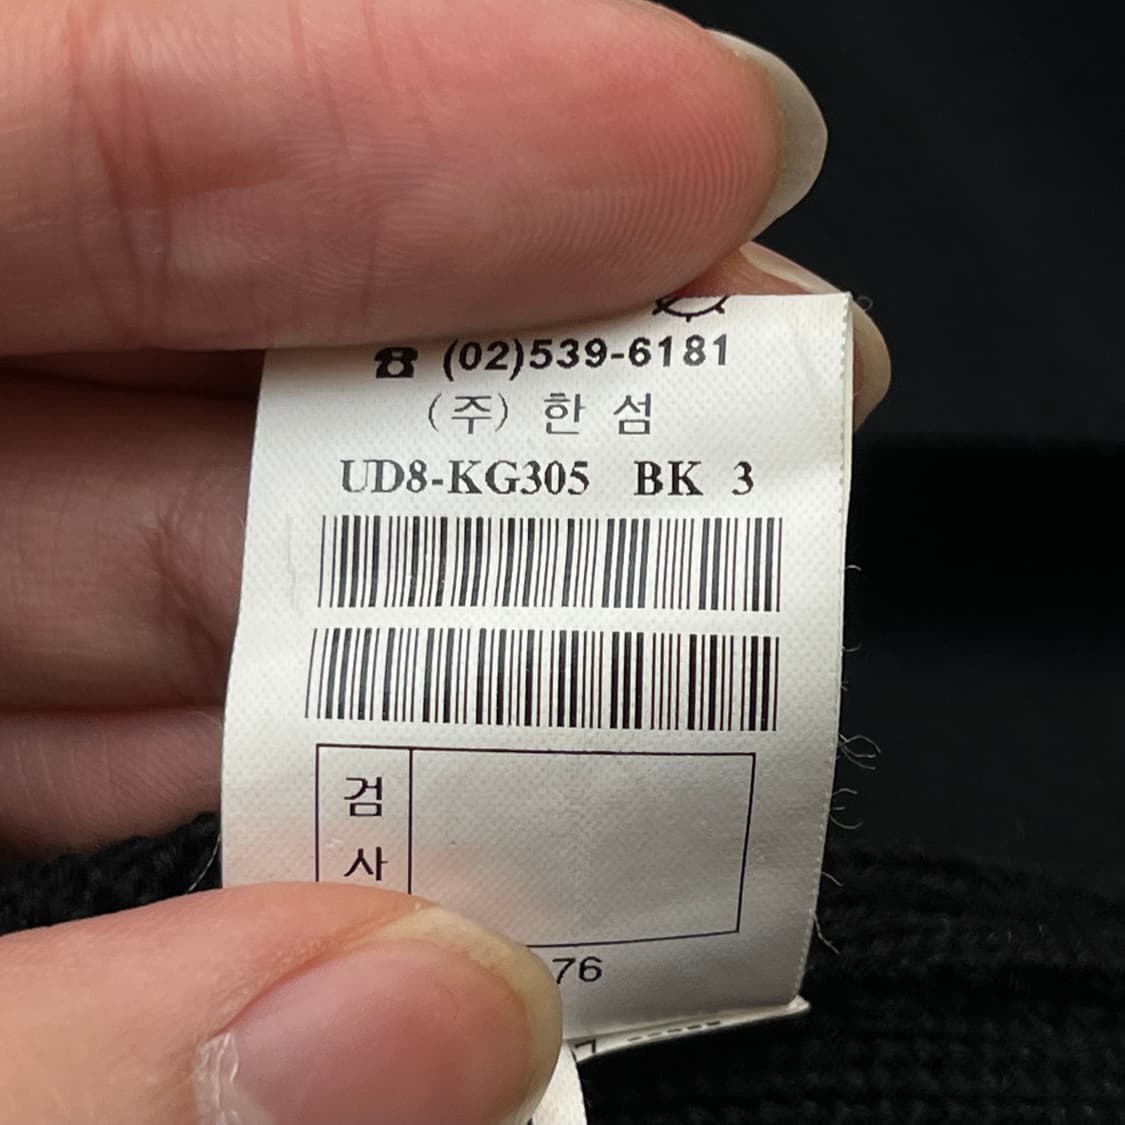 ☎ (02)539-6181
(주) 한 섬
UD8-KG305 BK 3
검
사
76